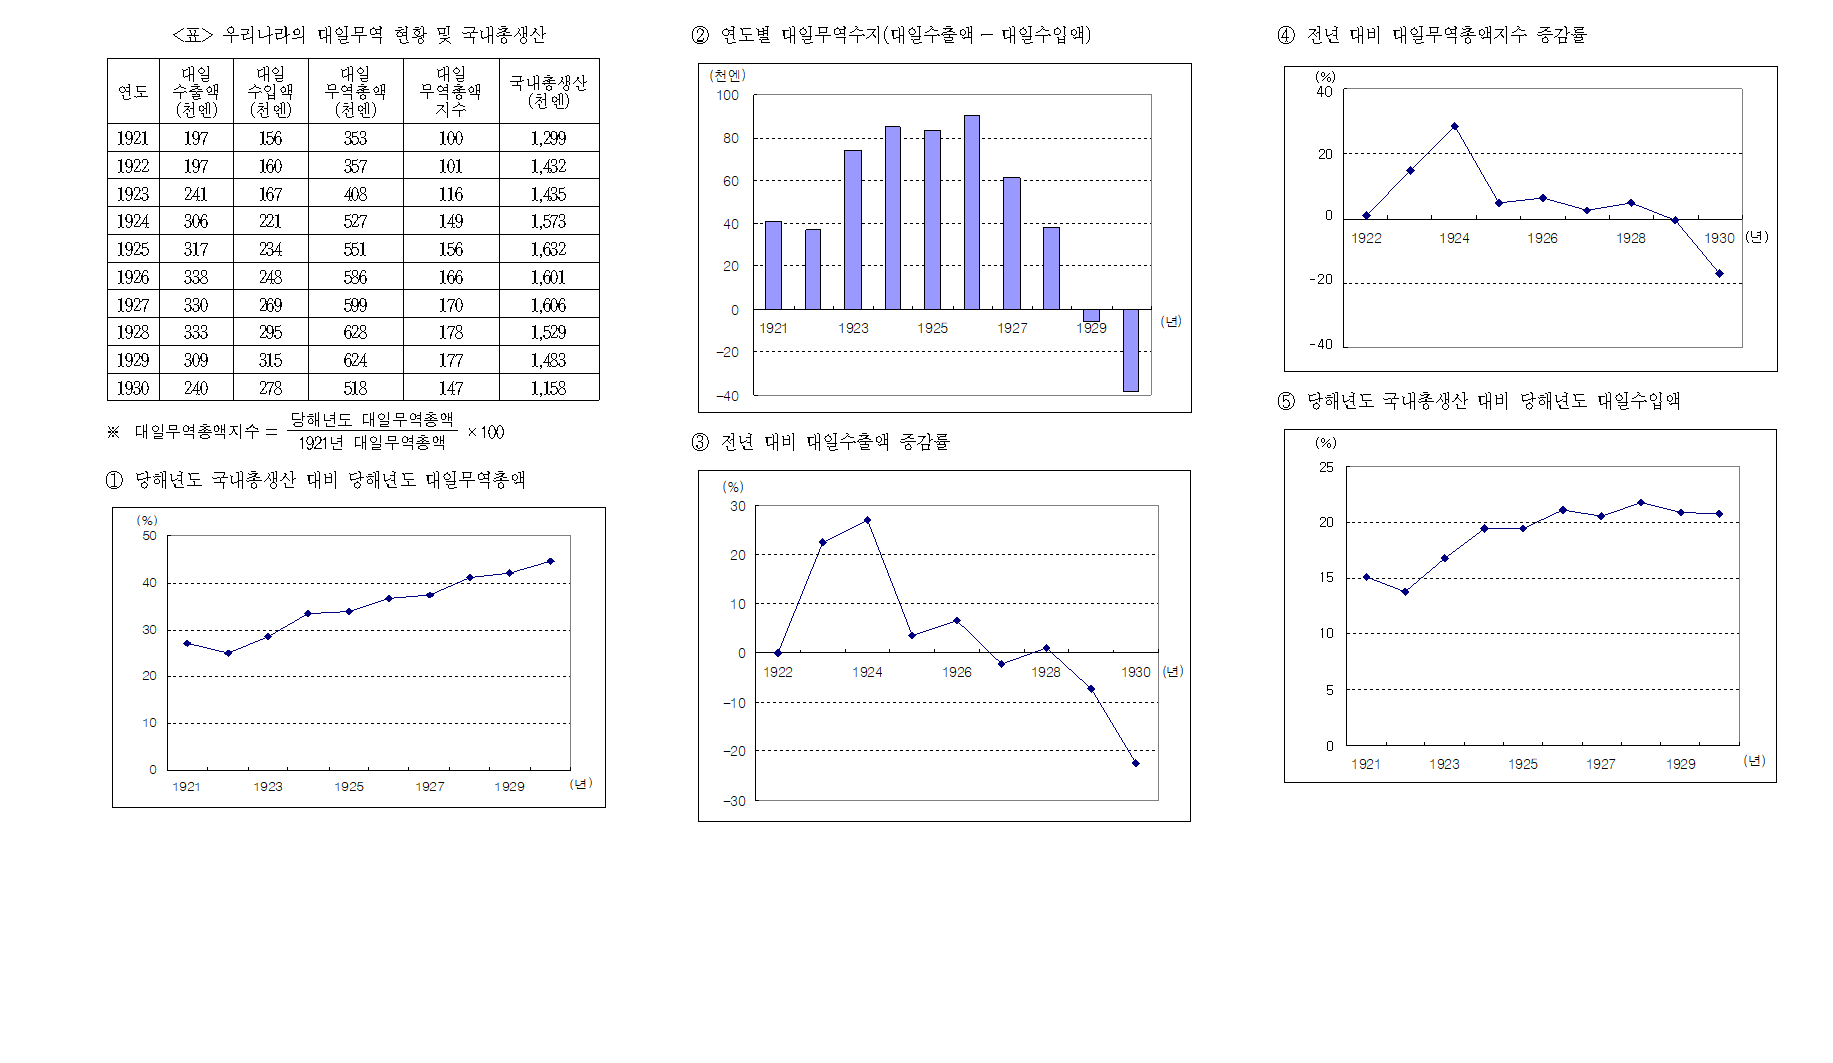 <표> 우리나라의 대일무역 현황 및 국내총생산
연도 대일 수출액 (천엔) 대일 수입액 (천엔) 대일 무역총액 (천엔) 대일 무역총액 지수 국내총생산 (천엔)
1921 197 156 353 100 1,299
1922 197 160 357 101 1,432
1923 241 167 408 116 1,435
1924 306 221 527 149 1,573
1925 317 234 551 156 1,632
1926 338 248 586 166 1,601
1927 330 269 599 170 1,606
1928 333 295 628 178 1,529
1929 309 315 624 177 1,483
1930 240 278 518 147 1,158
※ 대일무역총액지수 = 당해년도 대일무역총액 / 1921년 대일무역총액 ×100
① 당해년도 국내총생산 대비 당해년도 대일무역총액
(%)
50
40
30
20
10
0
1921 1923 1925 1927 1929 (년)
② 연도별 대일무역수지(대일수출액 - 대일수입액)
(천엔)
100
80
60
40
20
0
-20
-40
1921 1923 1925 1927 1929 (년)
③ 전년 대비 대일수출액 증감률
(%)
30
20
10
0
-10
-20
-30
1922 1924 1926 1928 1930 (년)
④ 전년 대비 대일무역총액지수 증감률
(%)
40
20
0
-20
-40
1922 1924 1926 1928 1930 (년)
⑤ 당해년도 국내총생산 대비 당해년도 대일수입액
(%)
25
20
15
10
5
0
1921 1923 1925 1927 1929 (년)